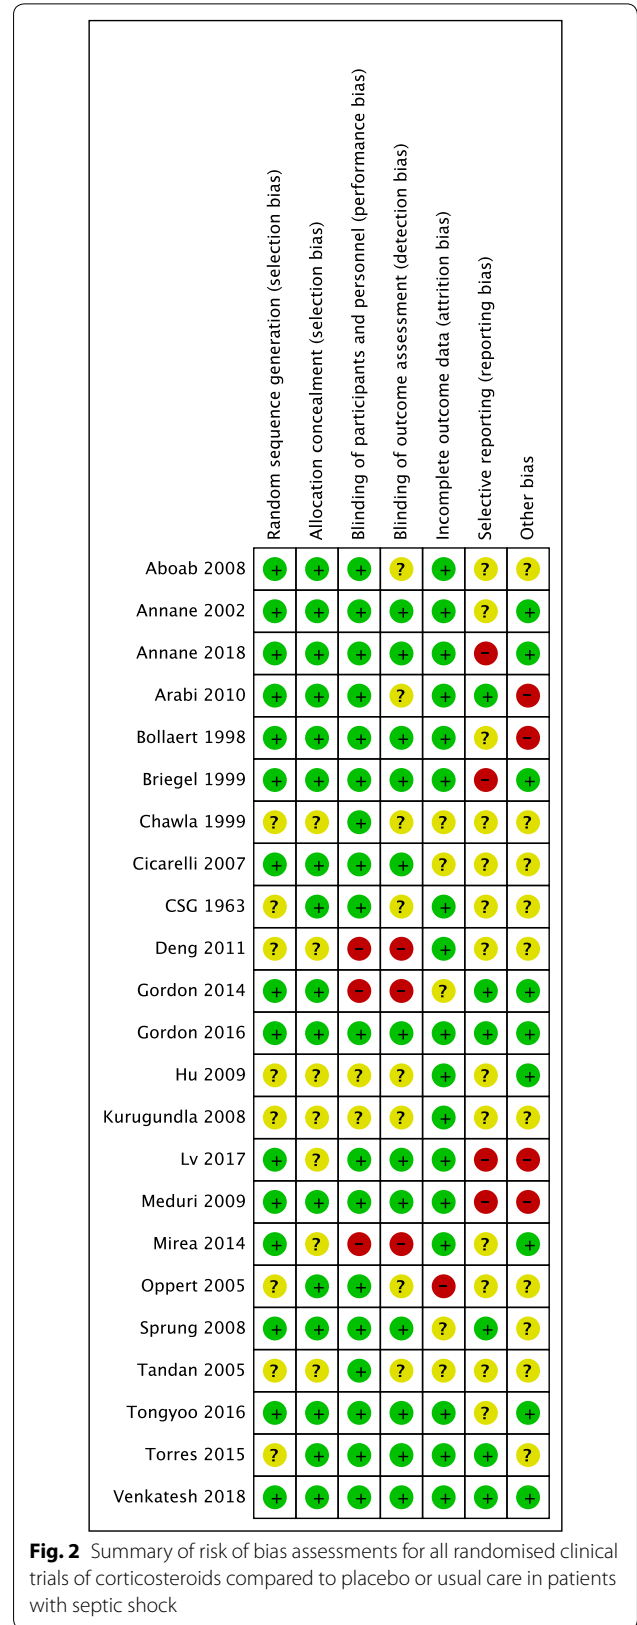 Random sequence generation (selection bias)
Allocation concealment (selection bias)
Blinding of participants and personnel (performance bias)
Blinding of outcome assessment (detection bias)
Incomplete outcome data (attrition bias)
Selective reporting (reporting bias)
Other bias
Aboab 2008 + + + ? + ? ?
Annane 2002 + + + + + ? +
Annane 2018 + + + + + - +
Arabi 2010 + + + ? + + -
Bollaert 1998 + + + + + ? -
Briegel 1999 + + + + + - +
Chawla 1999 ? ? + ? ? ? ?
Cicarelli 2007 + + + + ? ? ?
CSG 1963 ? + + ? + ? ?
Deng 2011 ? ? - - + ? ?
Gordon 2014 + + - - ? + +
Gordon 2016 + + + + + + +
Hu 2009 ? ? ? ? + ? +
Kurugundla 2008 ? ? ? ? + ? ?
Lv 2017 + ? + + + - -
Meduri 2009 + + + + + - -
Mirea 2014 + ? - - + ? +
Oppert 2005 ? + + ? - ? ?
Sprung 2008 + + + + ? + ?
Tandan 2005 ? ? + ? ? ? ?
Tongyoo 2016 + + + + + ? +
Torres 2015 ? + + + + + ?
Venkatesh 2018 + + + + + + +
Fig. 2 Summary of risk of bias assessments for all randomised clinical
trials of corticosteroids compared to placebo or usual care in patients
with septic shock